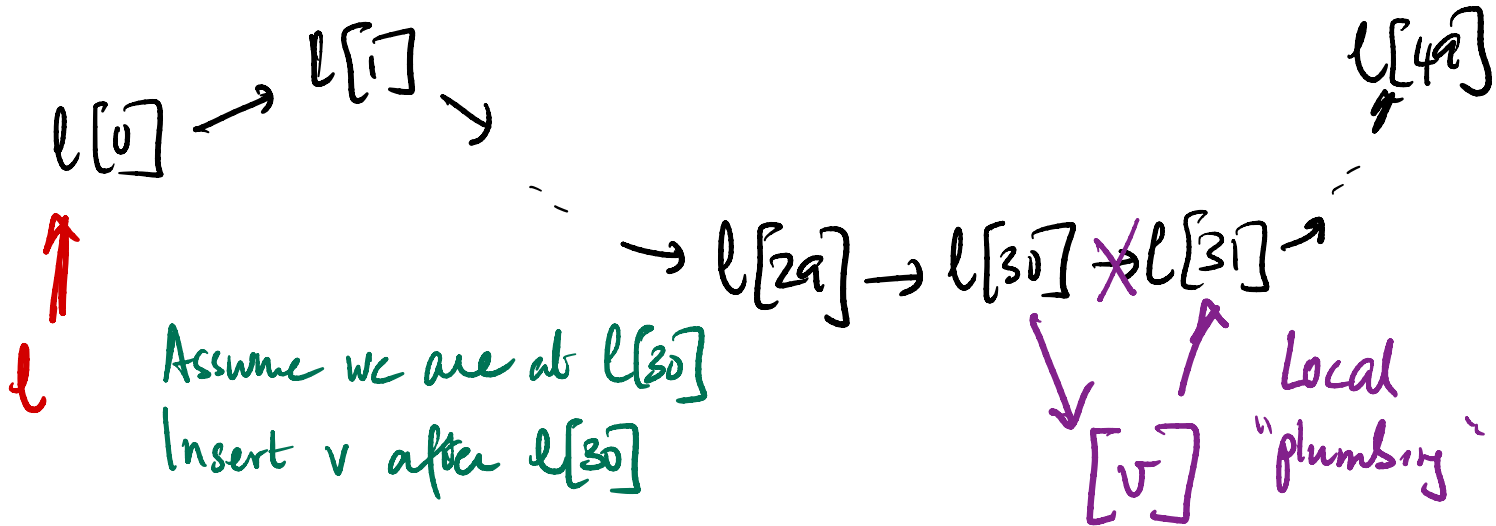 l[0] → l[1] → - - → l[29] → l[30] → l[31] → - - l[49]
l
Assume we are at l[30]
Insert v after l[30]
[v]
Local
"plumbing"